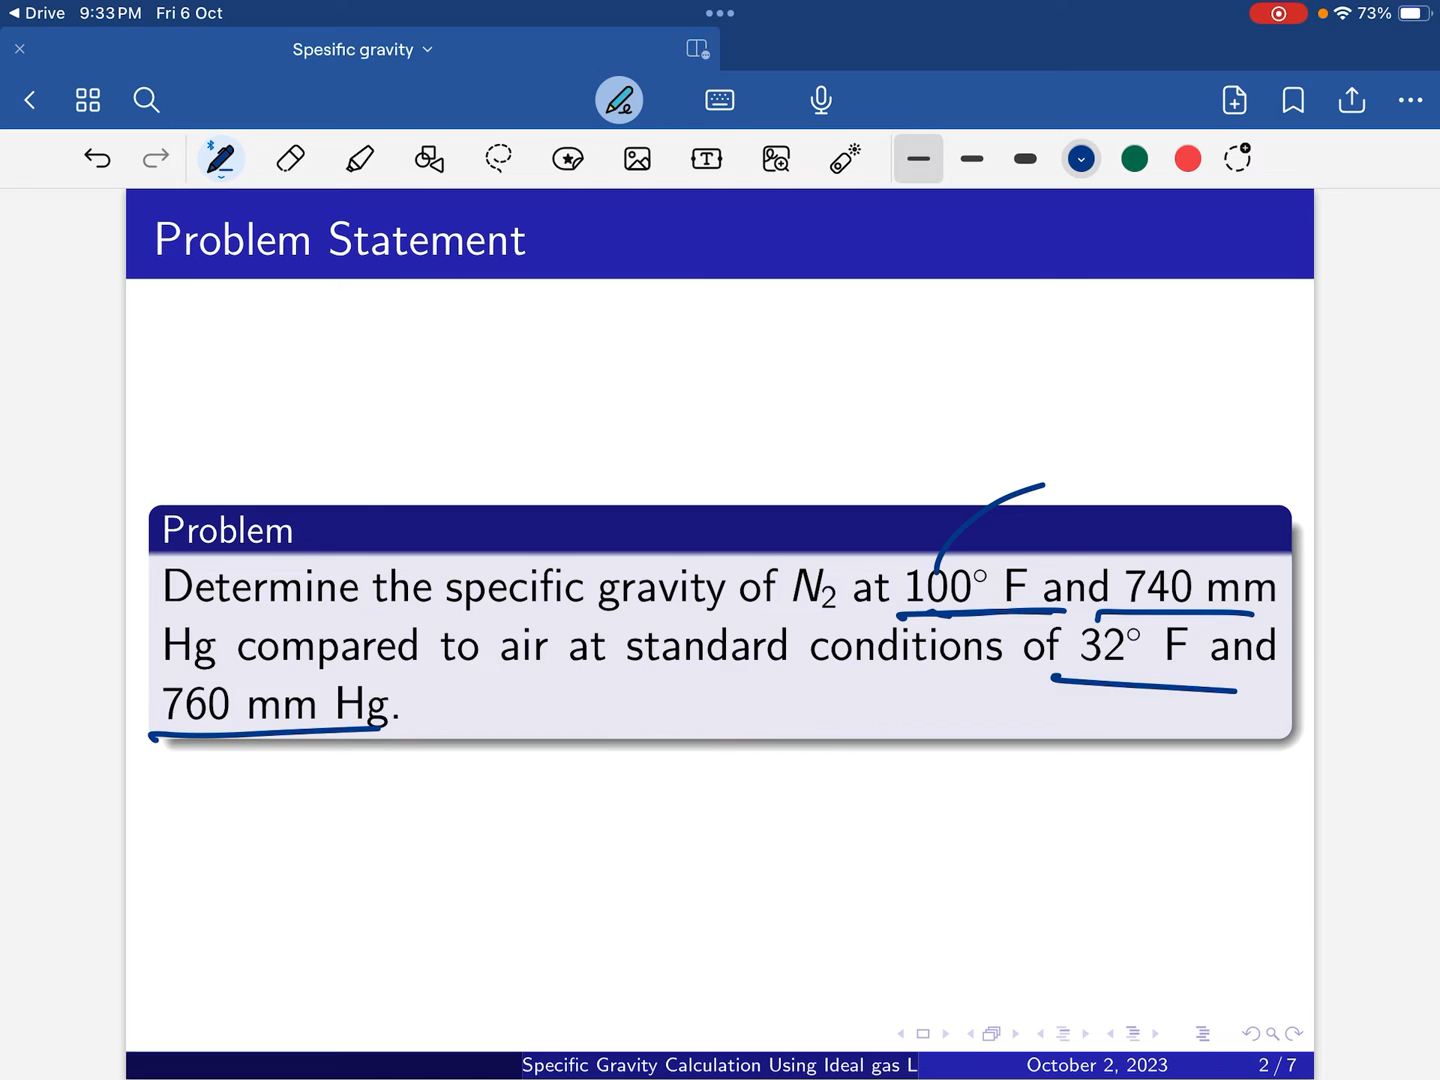 Drive 9:33 PM Fri 6 Oct 73%
Spesific gravity
Problem Statement
Problem
Determine the specific gravity of N₂ at 100° F and 740 mm
Hg compared to air at standard conditions of 32° F and
760 mm Hg.
Specific Gravity Calculation Using Ideal gas L October 2, 2023 2 / 7